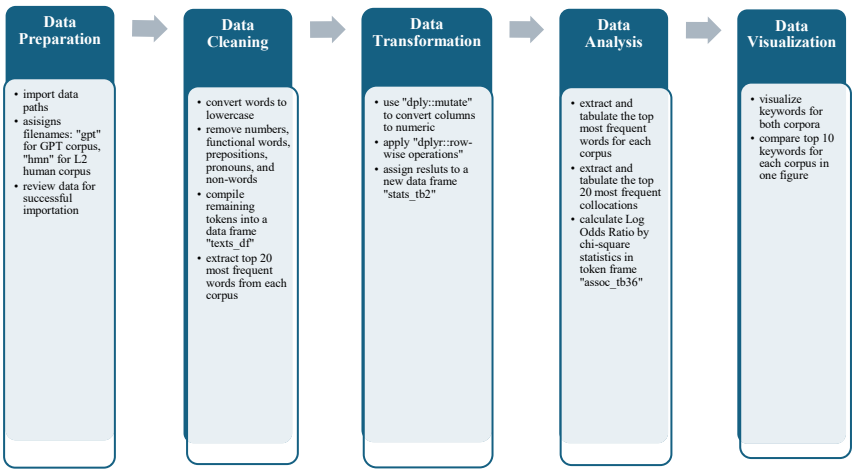 Data
Preparation
• import data
paths
• asisigns
filenames: "gpt"
for GPT corpus,
"hmn" for L2
human corpus
• review data for
successful
importation
Data
Cleaning
• convert words to
lowercase
• remove numbers,
functional words,
prepositions,
pronouns, and
non-words
• compile
remaining
tokens into a
data frame
"texts_df"
• extract top 20
most frequent
words from each
corpus
Data
Transformation
• use "dply::mutate"
to convert columns
to numeric
• apply "dplyr::row-
wise operations"
• assign resluts to a
new data frame
"stats_tb2"
Data
Analysis
• extract and
tabulate the top
most frequent
words for each
corpus
• extract and
tabulate the top
20 most frequent
collocations
• calculate Log
Odds Ratio by
chi-square
statistics in
token frame
"assoc_tb36"
Data
Visualization
• visualize
keywords for
both corpora
• compare top 10
keywords for
each corpus in
one figure